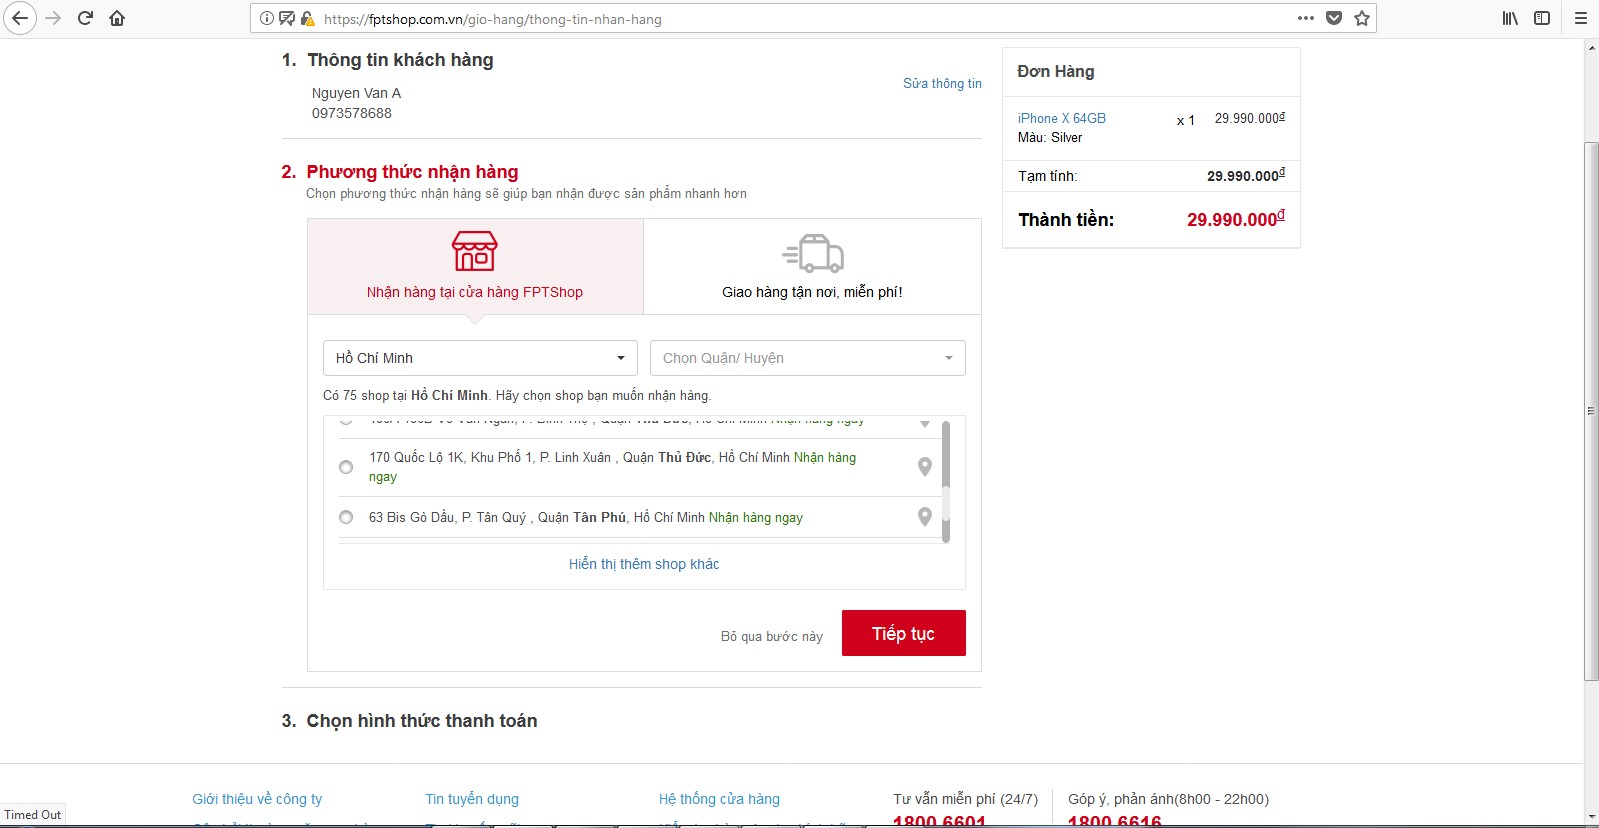 https://fptshop.com.vn/gio-hang/thong-tin-nhan-hang
1. Thông tin khách hàng
Nguyen Van A
0973578688
Sửa thông tin
2. Phương thức nhận hàng
Chọn phương thức nhận hàng sẽ giúp bạn nhận được sản phẩm nhanh hơn
Nhận hàng tại cửa hàng FPTShop
Giao hàng tận nơi, miễn phí!
Hồ Chí Minh
Chọn Quận/ Huyện
Có 75 shop tại Hồ Chí Minh. Hãy chọn shop bạn muốn nhận hàng.
170 Quốc Lộ 1K, Khu Phố 1, P. Linh Xuân , Quận Thủ Đức, Hồ Chí Minh Nhận hàng
ngay
63 Bis Gò Dầu, P. Tân Quý , Quận Tân Phú, Hồ Chí Minh Nhận hàng ngay
Hiển thị thêm shop khác
Bỏ qua bước này
Tiếp tục
3. Chọn hình thức thanh toán
Đơn Hàng
iPhone X 64GB x 1 29.990.000₫
Màu: Silver
Tạm tính: 29.990.000₫
Thành tiền: 29.990.000₫
Giới thiệu về công ty
Tin tuyển dụng
Hệ thống cửa hàng
Tư vấn miễn phí (24/7)
Góp ý, phản ánh(8h00 - 22h00)
1800 6601
1800 6616
Timed Out